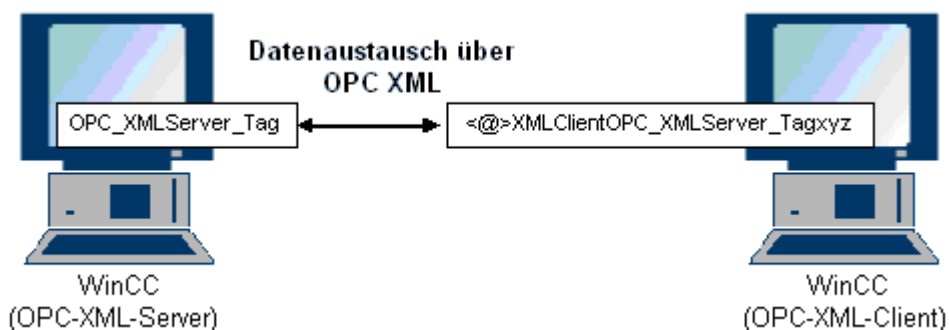 Datenaustausch über
OPC XML
OPC_XMLServer_Tag
<@>XMLClientOPC_XMLServer_Tagxyz
WinCC
(OPC-XML-Server)
WinCC
(OPC-XML-Client)